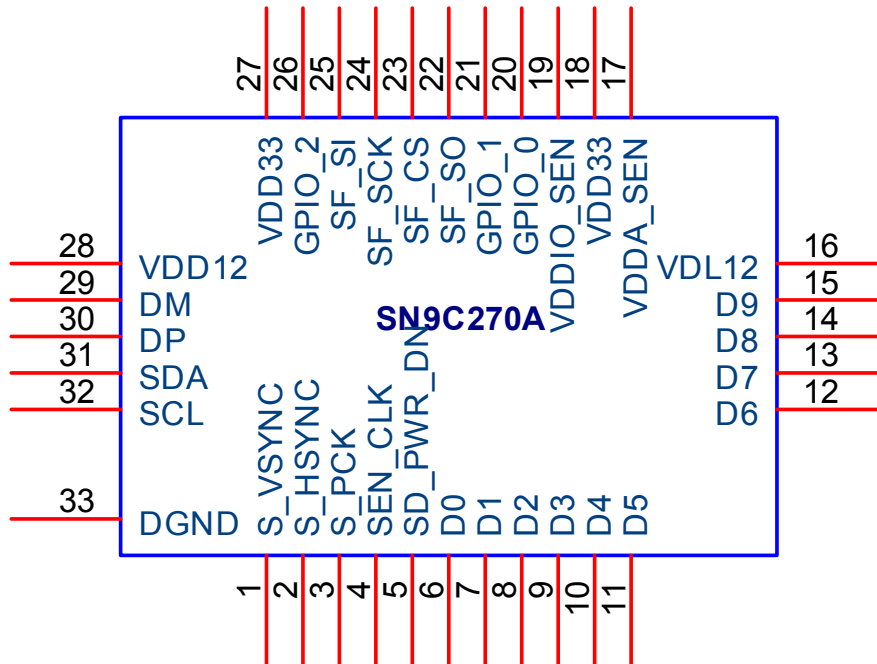 27 26 25 24 23 22 21 20 19 18 17
VDD33 GPIO_2 SF_SI SF_SCK SF_CS SF_SO GPIO_1 GPIO_0 VDDIO_SEN VDD33 VDDA_SEN
28 VDD12 VDL12 16
29 DM D9 15
30 DP SN9C270A D8 14
31 SDA D7 13
32 SCL D6 12
33 DGND
S_VSYNC S_HSYNC S_PCK SEN_CLK SD_PWR_DN D0 D1 D2 D3 D4 D5
1 2 3 4 5 6 7 8 9 10 11